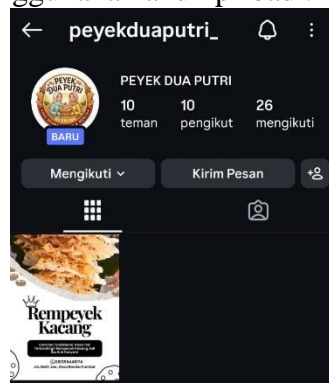 peyekduaputri_
PEYEK
DUA PUTRI
BARU
PEYEK DUA PUTRI
10 10 26
teman pengikut mengikuti
Mengikuti
Kirim Pesan
Rempeyek
Kacang